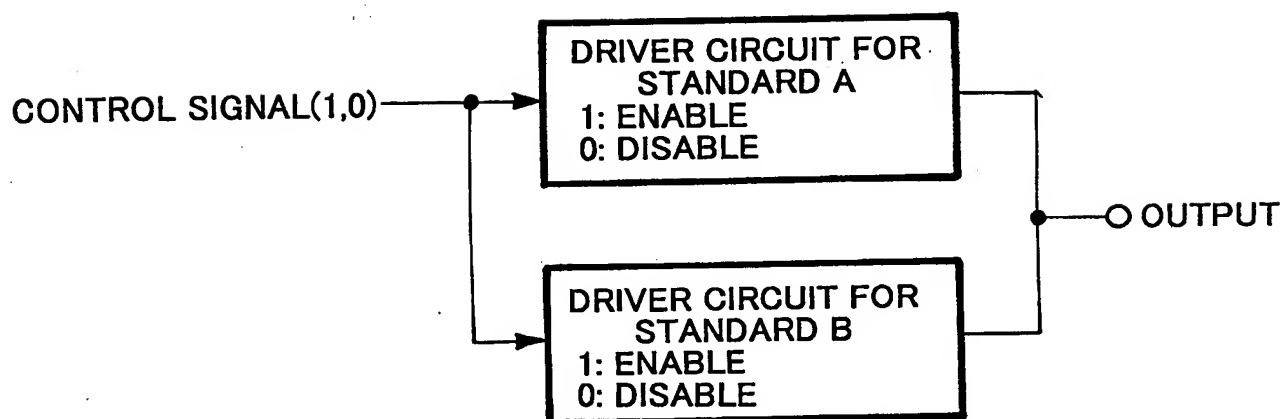 CONTROL SIGNAL(1,0)
DRIVER CIRCUIT FOR
STANDARD A
1: ENABLE
0: DISABLE
OUTPUT
DRIVER CIRCUIT FOR
STANDARD B
1: ENABLE
0: DISABLE